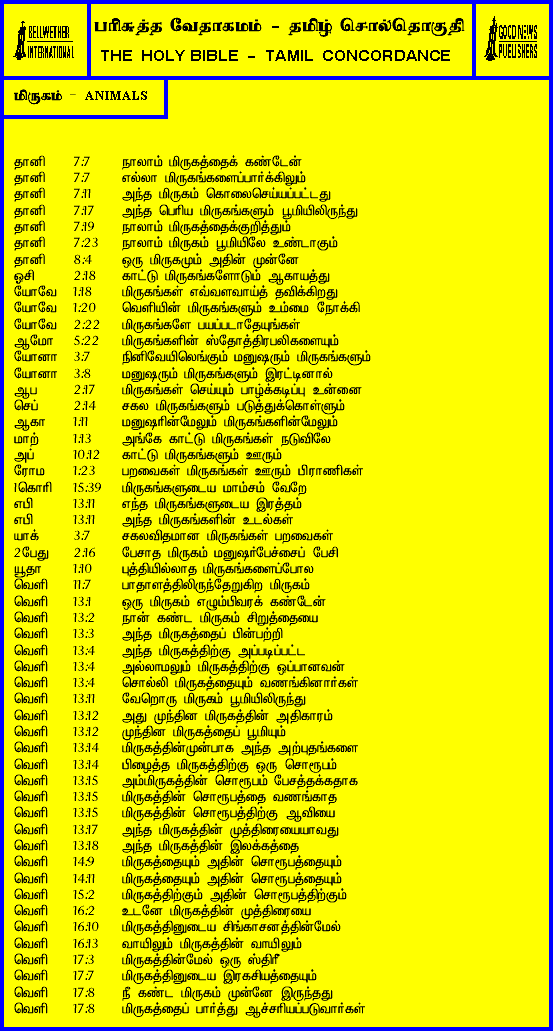 BELLWETHER
INTERNATIONAL
பரிசுத்த வேதாகமம் - தமிழ் சொல்தொகுதி
THE HOLY BIBLE - TAMIL CONCORDANCE
GOOD NEWS
PUBLISHERS
மிருகம் - ANIMALS
தானி 7:7 நாலாம் மிருகத்தைக் கண்டேன்
தானி 7:7 எல்லா மிருகங்களைப்பார்க்கிலும்
தானி 7:11 அந்த மிருகம் கொலைசெய்யப்பட்டது
தானி 7:17 அந்த பெரிய மிருகங்களும் பூமியிலிருந்து
தானி 7:19 நாலாம் மிருகத்தைக்குறித்தும்
தானி 7:23 நாலாம் மிருகம் பூமியிலே உண்டாகும்
தானி 8:4 ஒரு மிருகமும் அதின் முன்னே
ஓசி 2:18 காட்டு மிருகங்களோடும் ஆகாயத்து
யோவே 1:18 மிருகங்கள் எவ்வளவாய்த் தவிக்கிறது
யோவே 1:20 வெளியின் மிருகங்களும் உம்மை நோக்கி
யோவே 2:22 மிருகங்களே பயப்படாதேயுங்கள்
ஆமோ 5:22 மிருகங்களின் ஸ்தோத்திரபலிகளையும்
யோனா 3:7 நினிவேயிலெங்கும் மனுஷரும் மிருகங்களும்
யோனா 3:8 மனுஷரும் மிருகங்களும் இரட்டினால்
ஆப 2:17 மிருகங்கள் செய்யும் பாழ்க்கடிப்பு உன்னை
செப் 2:14 சகல மிருகங்களும் படுத்துக்கொள்ளும்
ஆகா 1:11 மனுஷரின்மேலும் மிருகங்களின்மேலும்
மாற் 1:13 அங்கே காட்டு மிருகங்கள் நடுவிலே
அப் 10:12 காட்டு மிருகங்களும் ஊரும்
ரோம 1:23 பறவைகள் மிருகங்கள் ஊரும் பிராணிகள்
1கொரி 15:39 மிருகங்களுடைய மாம்சம் வேறே
எபி 13:11 எந்த மிருகங்களுடைய இரத்தம்
எபி 13:11 அந்த மிருகங்களின் உடல்கள்
யாக் 3:7 சகலவிதமான மிருகங்கள் பறவைகள்
2பேது 2:16 பேசாத மிருகம் மனுஷர்பேச்சைப் பேசி
யூதா 1:10 புத்தியில்லாத மிருகங்களைப்போல
வெளி 11:7 பாதாளத்திலிருந்தேறுகிற மிருகம்
வெளி 13:1 ஒரு மிருகம் எழும்பிவரக் கண்டேன்
வெளி 13:2 நான் கண்ட மிருகம் சிறுத்தையை
வெளி 13:3 அந்த மிருகத்தைப் பின்பற்றி
வெளி 13:4 அந்த மிருகத்திற்கு அப்படிப்பட்ட
வெளி 13:4 அல்லாமலும் மிருகத்திற்கு ஒப்பானவன்
வெளி 13:4 சொல்லி மிருகத்தையும் வணங்கினார்கள்
வெளி 13:11 வேறொரு மிருகம் பூமியிலிருந்து
வெளி 13:12 அது முந்தின மிருகத்தின் அதிகாரம்
வெளி 13:12 முந்தின மிருகத்தைப் பூமியும்
வெளி 13:14 மிருகத்தின்முன்பாக அந்த அற்புதங்களை
வெளி 13:14 பிழைத்த மிருகத்திற்கு ஒரு சொரூபம்
வெளி 13:15 அம்மிருகத்தின் சொரூபம் பேசத்தக்கதாக
வெளி 13:15 மிருகத்தின் சொரூபத்தை வணங்காத
வெளி 13:15 மிருகத்தின் சொரூபத்திற்கு ஆவியை
வெளி 13:17 அந்த மிருகத்தின் முத்திரையையாவது
வெளி 13:18 அந்த மிருகத்தின் இலக்கத்தை
வெளி 14:9 மிருகத்தையும் அதின் சொரூபத்தையும்
வெளி 14:11 மிருகத்தையும் அதின் சொரூபத்தையும்
வெளி 15:2 மிருகத்திற்கும் அதின் சொரூபத்திற்கும்
வெளி 16:2 உடனே மிருகத்தின் முத்திரையை
வெளி 16:10 மிருகத்தினுடைய சிங்காசனத்தின்மேல்
வெளி 16:13 வாயிலும் மிருகத்தின் வாயிலும்
வெளி 17:3 மிருகத்தின்மேல் ஒரு ஸ்திரீ
வெளி 17:7 மிருகத்தினுடைய இரகசியத்தையும்
வெளி 17:8 நீ கண்ட மிருகம் முன்னே இருந்தது
வெளி 17:8 மிருகத்தைப் பார்த்து ஆச்சரியப்படுவார்கள்